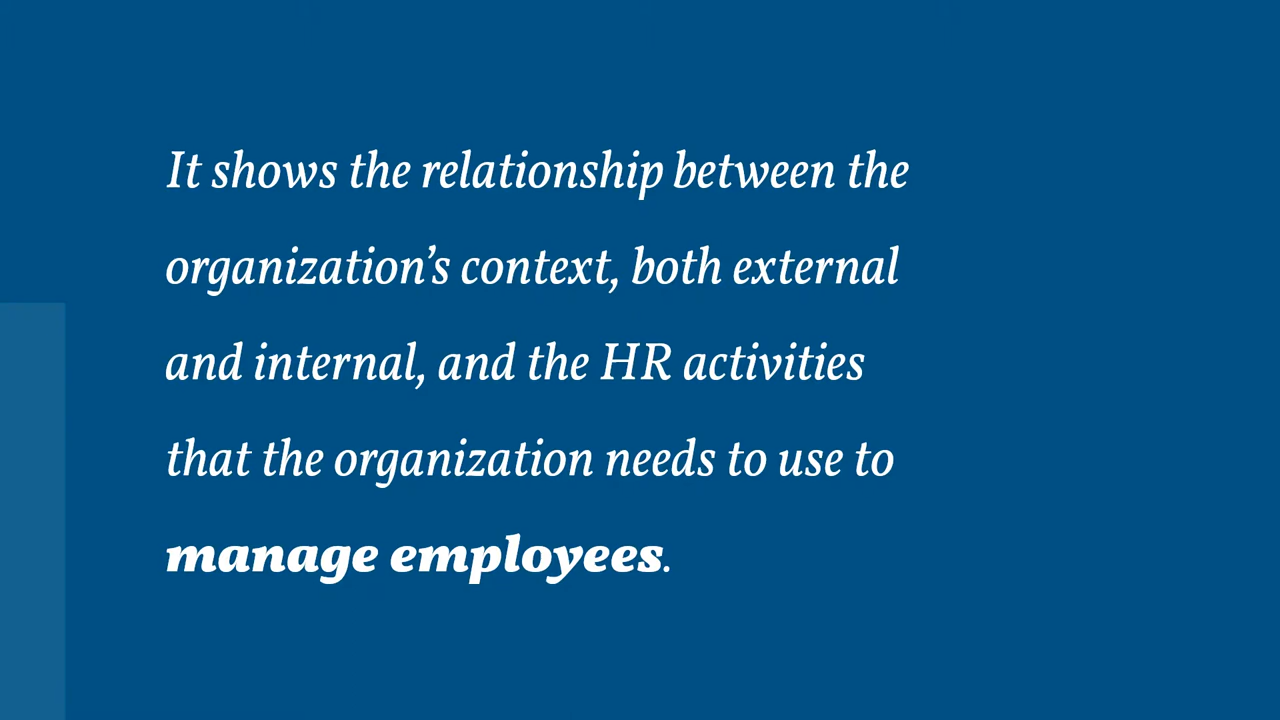 It shows the relationship between the
organization’s context, both external
and internal, and the HR activities
that the organization needs to use to
manage employees.